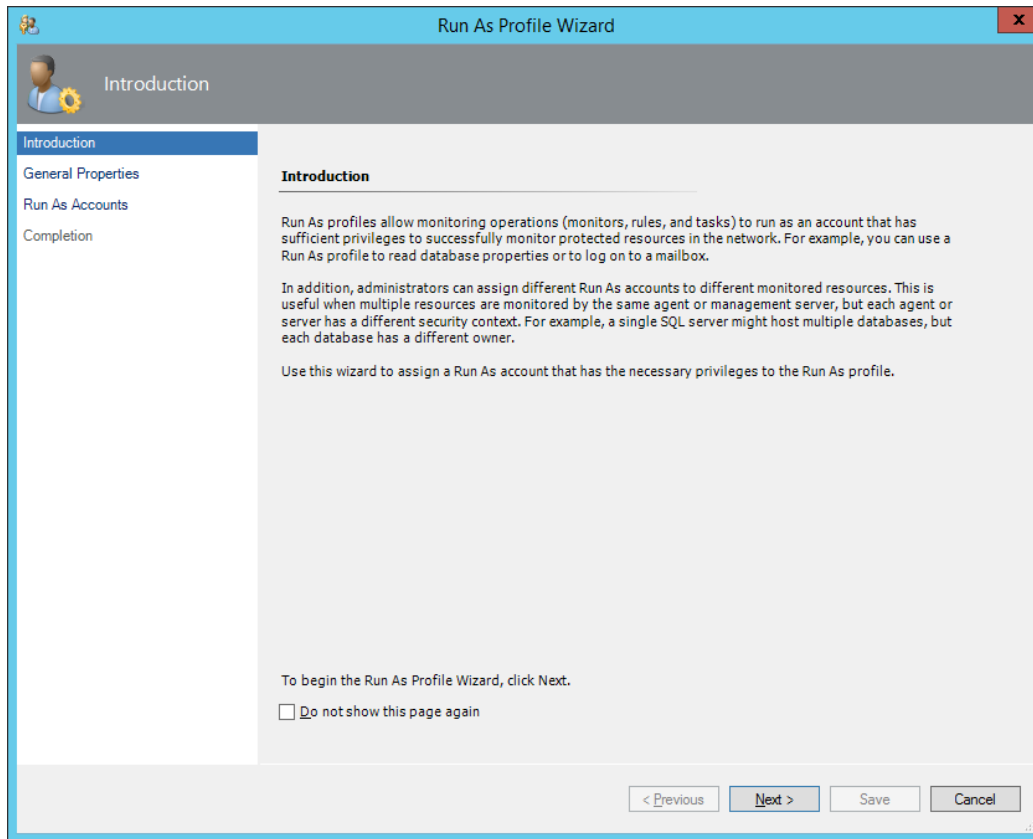 Run As Profile Wizard
x
Introduction
Introduction
General Properties
Run As Accounts
Completion
Introduction
Run As profiles allow monitoring operations (monitors, rules, and tasks) to run as an account that has
sufficient privileges to successfully monitor protected resources in the network. For example, you can use a
Run As profile to read database properties or to log on to a mailbox.
In addition, administrators can assign different Run As accounts to different monitored resources. This is
useful when multiple resources are monitored by the same agent or management server, but each agent or
server has a different security context. For example, a single SQL server might host multiple databases, but
each database has a different owner.
Use this wizard to assign a Run As account that has the necessary privileges to the Run As profile.
To begin the Run As Profile Wizard, click Next.
Do not show this page again
< Previous Next > Save Cancel